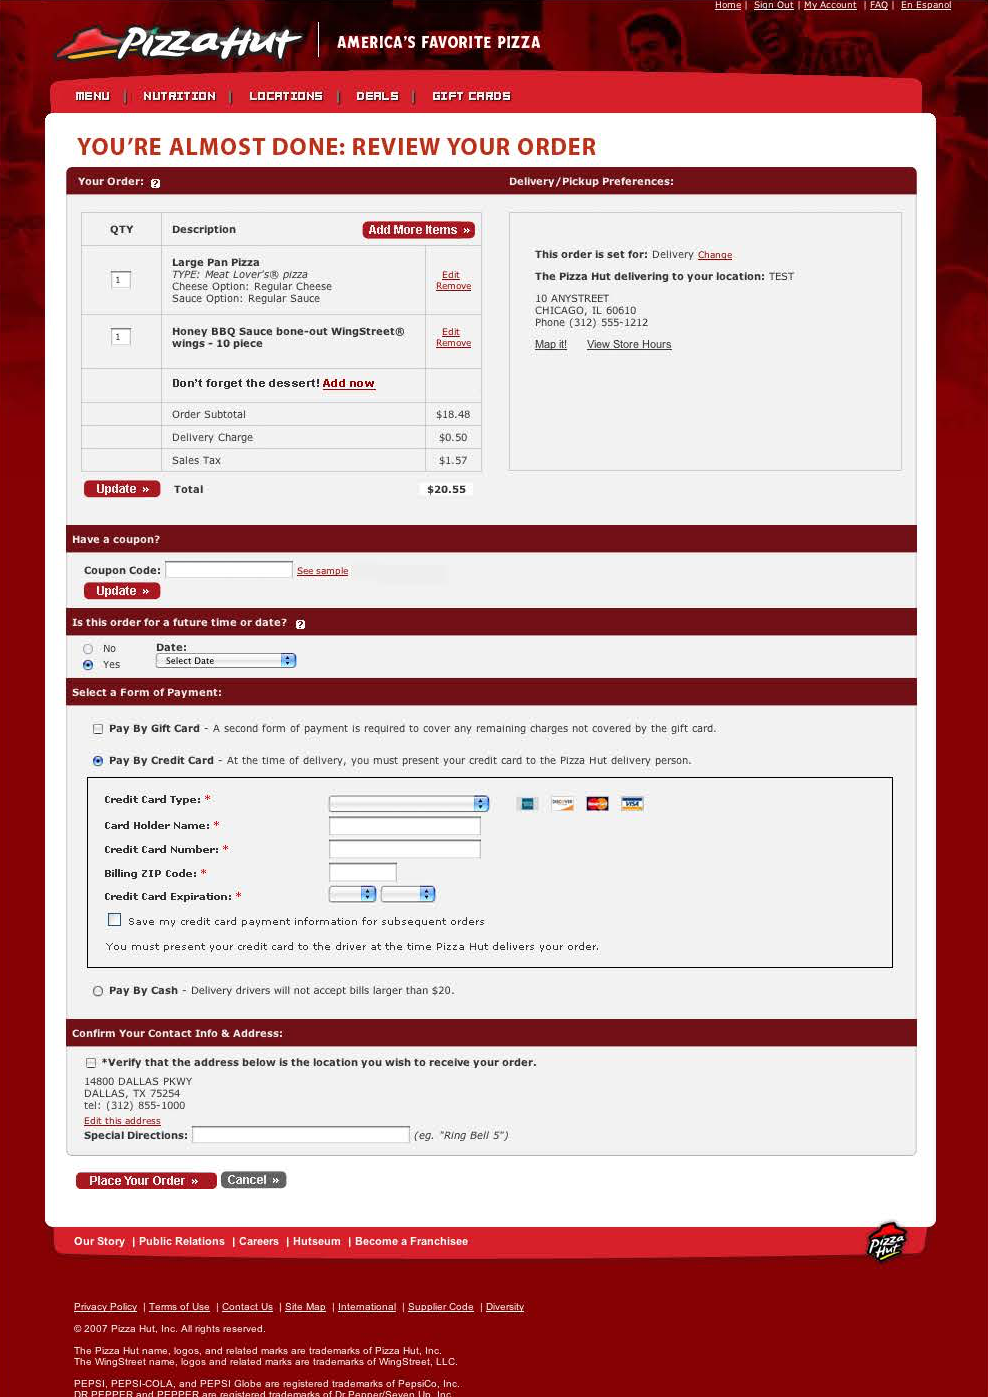 Home | Sign Out | My Account | FAQ | En Espanol
Pizza Hut AMERICA'S FAVORITE PIZZA
MENU | NUTRITION | LOCATIONS | DEALS | GIFT CARDS
YOU'RE ALMOST DONE: REVIEW YOUR ORDER
Your Order: ?
Delivery/Pickup Preferences:
QTY Description Add More Items »
1 Large Pan Pizza
TYPE: Meat Lover's® pizza
Cheese Option: Regular Cheese
Sauce Option: Regular Sauce
Edit
Remove
1 Honey BBQ Sauce bone-out WingStreet®
wings - 10 piece
Edit
Remove
Don't forget the dessert! Add now
Order Subtotal $18.48
Delivery Charge $0.50
Sales Tax $1.57
Update » Total $20.55
This order is set for: Delivery Change
The Pizza Hut delivering to your location: TEST
10 ANYSTREET
CHICAGO, IL 60610
Phone (312) 555-1212
Map it! View Store Hours
Have a coupon?
Coupon Code: See sample
Update »
Is this order for a future time or date? ?
No
Yes
Date:
Select Date
Select a Form of Payment:
Pay By Gift Card - A second form of payment is required to cover any remaining charges not covered by the gift card.
Pay By Credit Card - At the time of delivery, you must present your credit card to the Pizza Hut delivery person.
Credit Card Type: * DISCOVER MasterCard VISA
Card Holder Name: *
Credit Card Number: *
Billing ZIP Code: *
Credit Card Expiration: *
Save my credit card payment information for subsequent orders
You must present your credit card to the driver at the time Pizza Hut delivers your order.
Pay By Cash - Delivery drivers will not accept bills larger than $20.
Confirm Your Contact Info & Address:
*Verify that the address below is the location you wish to receive your order.
14800 DALLAS PKWY
DALLAS, TX 75254
tel: (312) 855-1000
Edit this address
Special Directions: (eg. "Ring Bell 5")
Place Your Order » Cancel »
Our Story | Public Relations | Careers | Hutseum | Become a Franchisee
Pizza Hut
Privacy Policy | Terms of Use | Contact Us | Site Map | International | Supplier Code | Diversity
© 2007 Pizza Hut, Inc. All rights reserved.
The Pizza Hut name, logos, and related marks are trademarks of Pizza Hut, Inc.
The WingStreet name, logos and related marks are trademarks of WingStreet, LLC.
PEPSI, PEPSI-COLA, and PEPSI Globe are registered trademarks of PepsiCo, Inc.
DR PEPPER and PEPPER are registered trademarks of Dr Pepper/Seven Up, Inc.